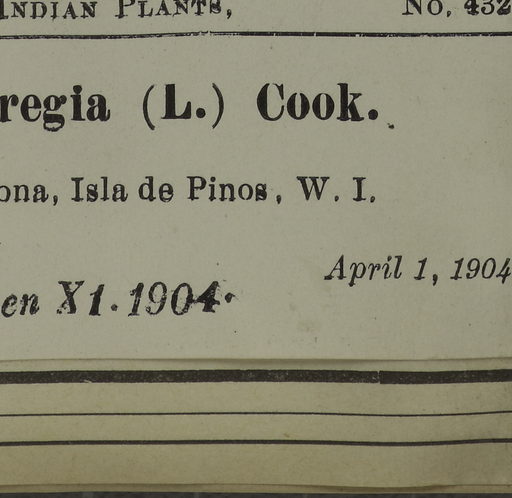 INDIAN PLANTS, No. 432
regia (L.) Cook.
ona, Isla de Pinos, W. I.
April 1, 1904
en X1.1904.